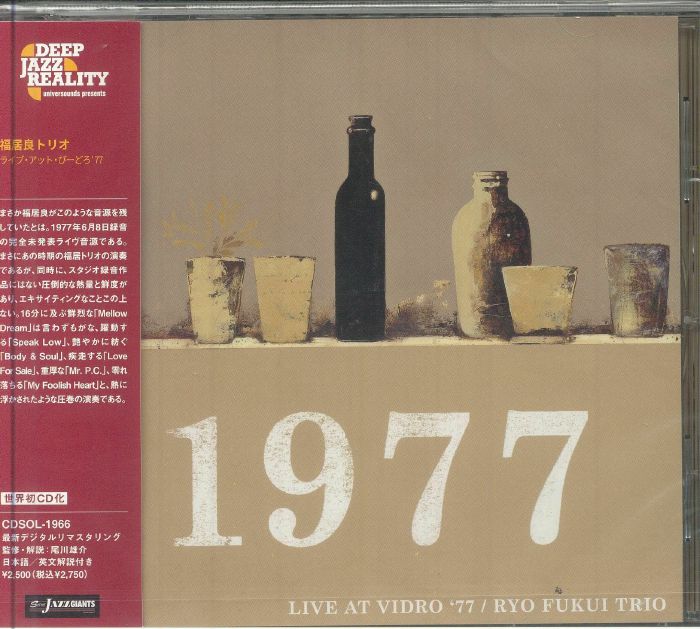 DEEP
JAZZ
REALITY
universounds presents
福居良トリオ
ライブ・アット・びーどろ'77
まさか福居良がこのような音源を残
していたとは。1977年6月8日録音
の完全未発表ライヴ音源である。
まさにあの時期の福居トリオの演奏
であるが、同時に、スタジオ録音作
品にはない圧倒的な熱量と鮮度が
あり、エキサイティングなことこの上
ない。16分に及ぶ鮮烈な「Mellow
Dream」は言わずもがな、躍動す
る「Speak Low」、艶やかに紡ぐ
「Body & Soul」、疾走する「Love
For Sale」、重厚な「Mr. P.C.」、零れ
落ちる「My Foolish Heart」と、熱に
浮かされたような圧巻の演奏である。
世界初CD化
CDSOL-1966
最新デジタルリマスタリング
監修・解説：尾川雄介
日本語／英文解説付き
¥2,500（税込¥2,750）
JAZZ GIANTS
1977
LIVE AT VIDRO '77 / RYO FUKUI TRIO